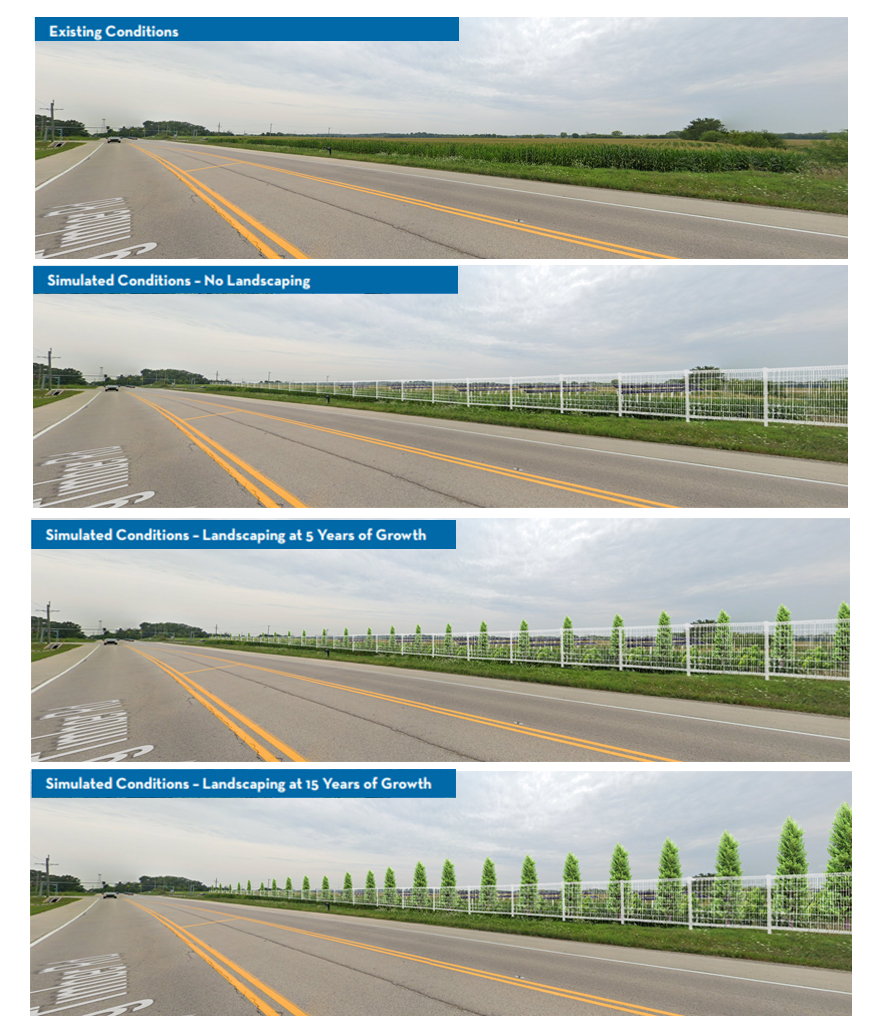 Existing Conditions
Simulated Conditions – No Landscaping
Simulated Conditions – Landscaping at 5 Years of Growth
Simulated Conditions – Landscaping at 15 Years of Growth